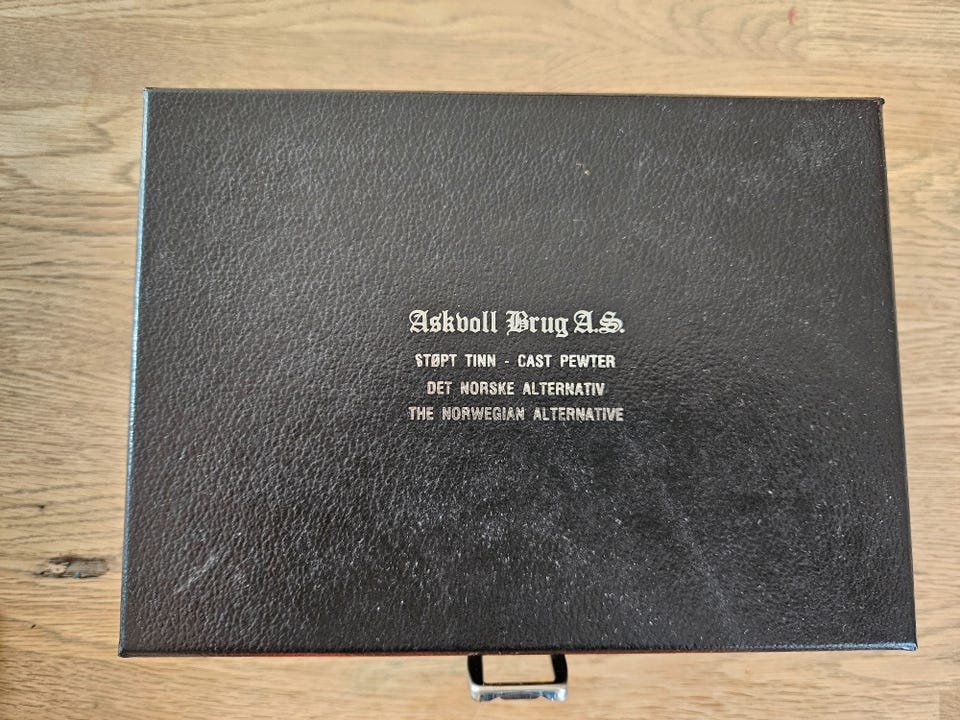 Askvoll Brug A.S.
STØPT TINN - CAST PEWTER
DET NORSKE ALTERNATIV
THE NORWEGIAN ALTERNATIVE